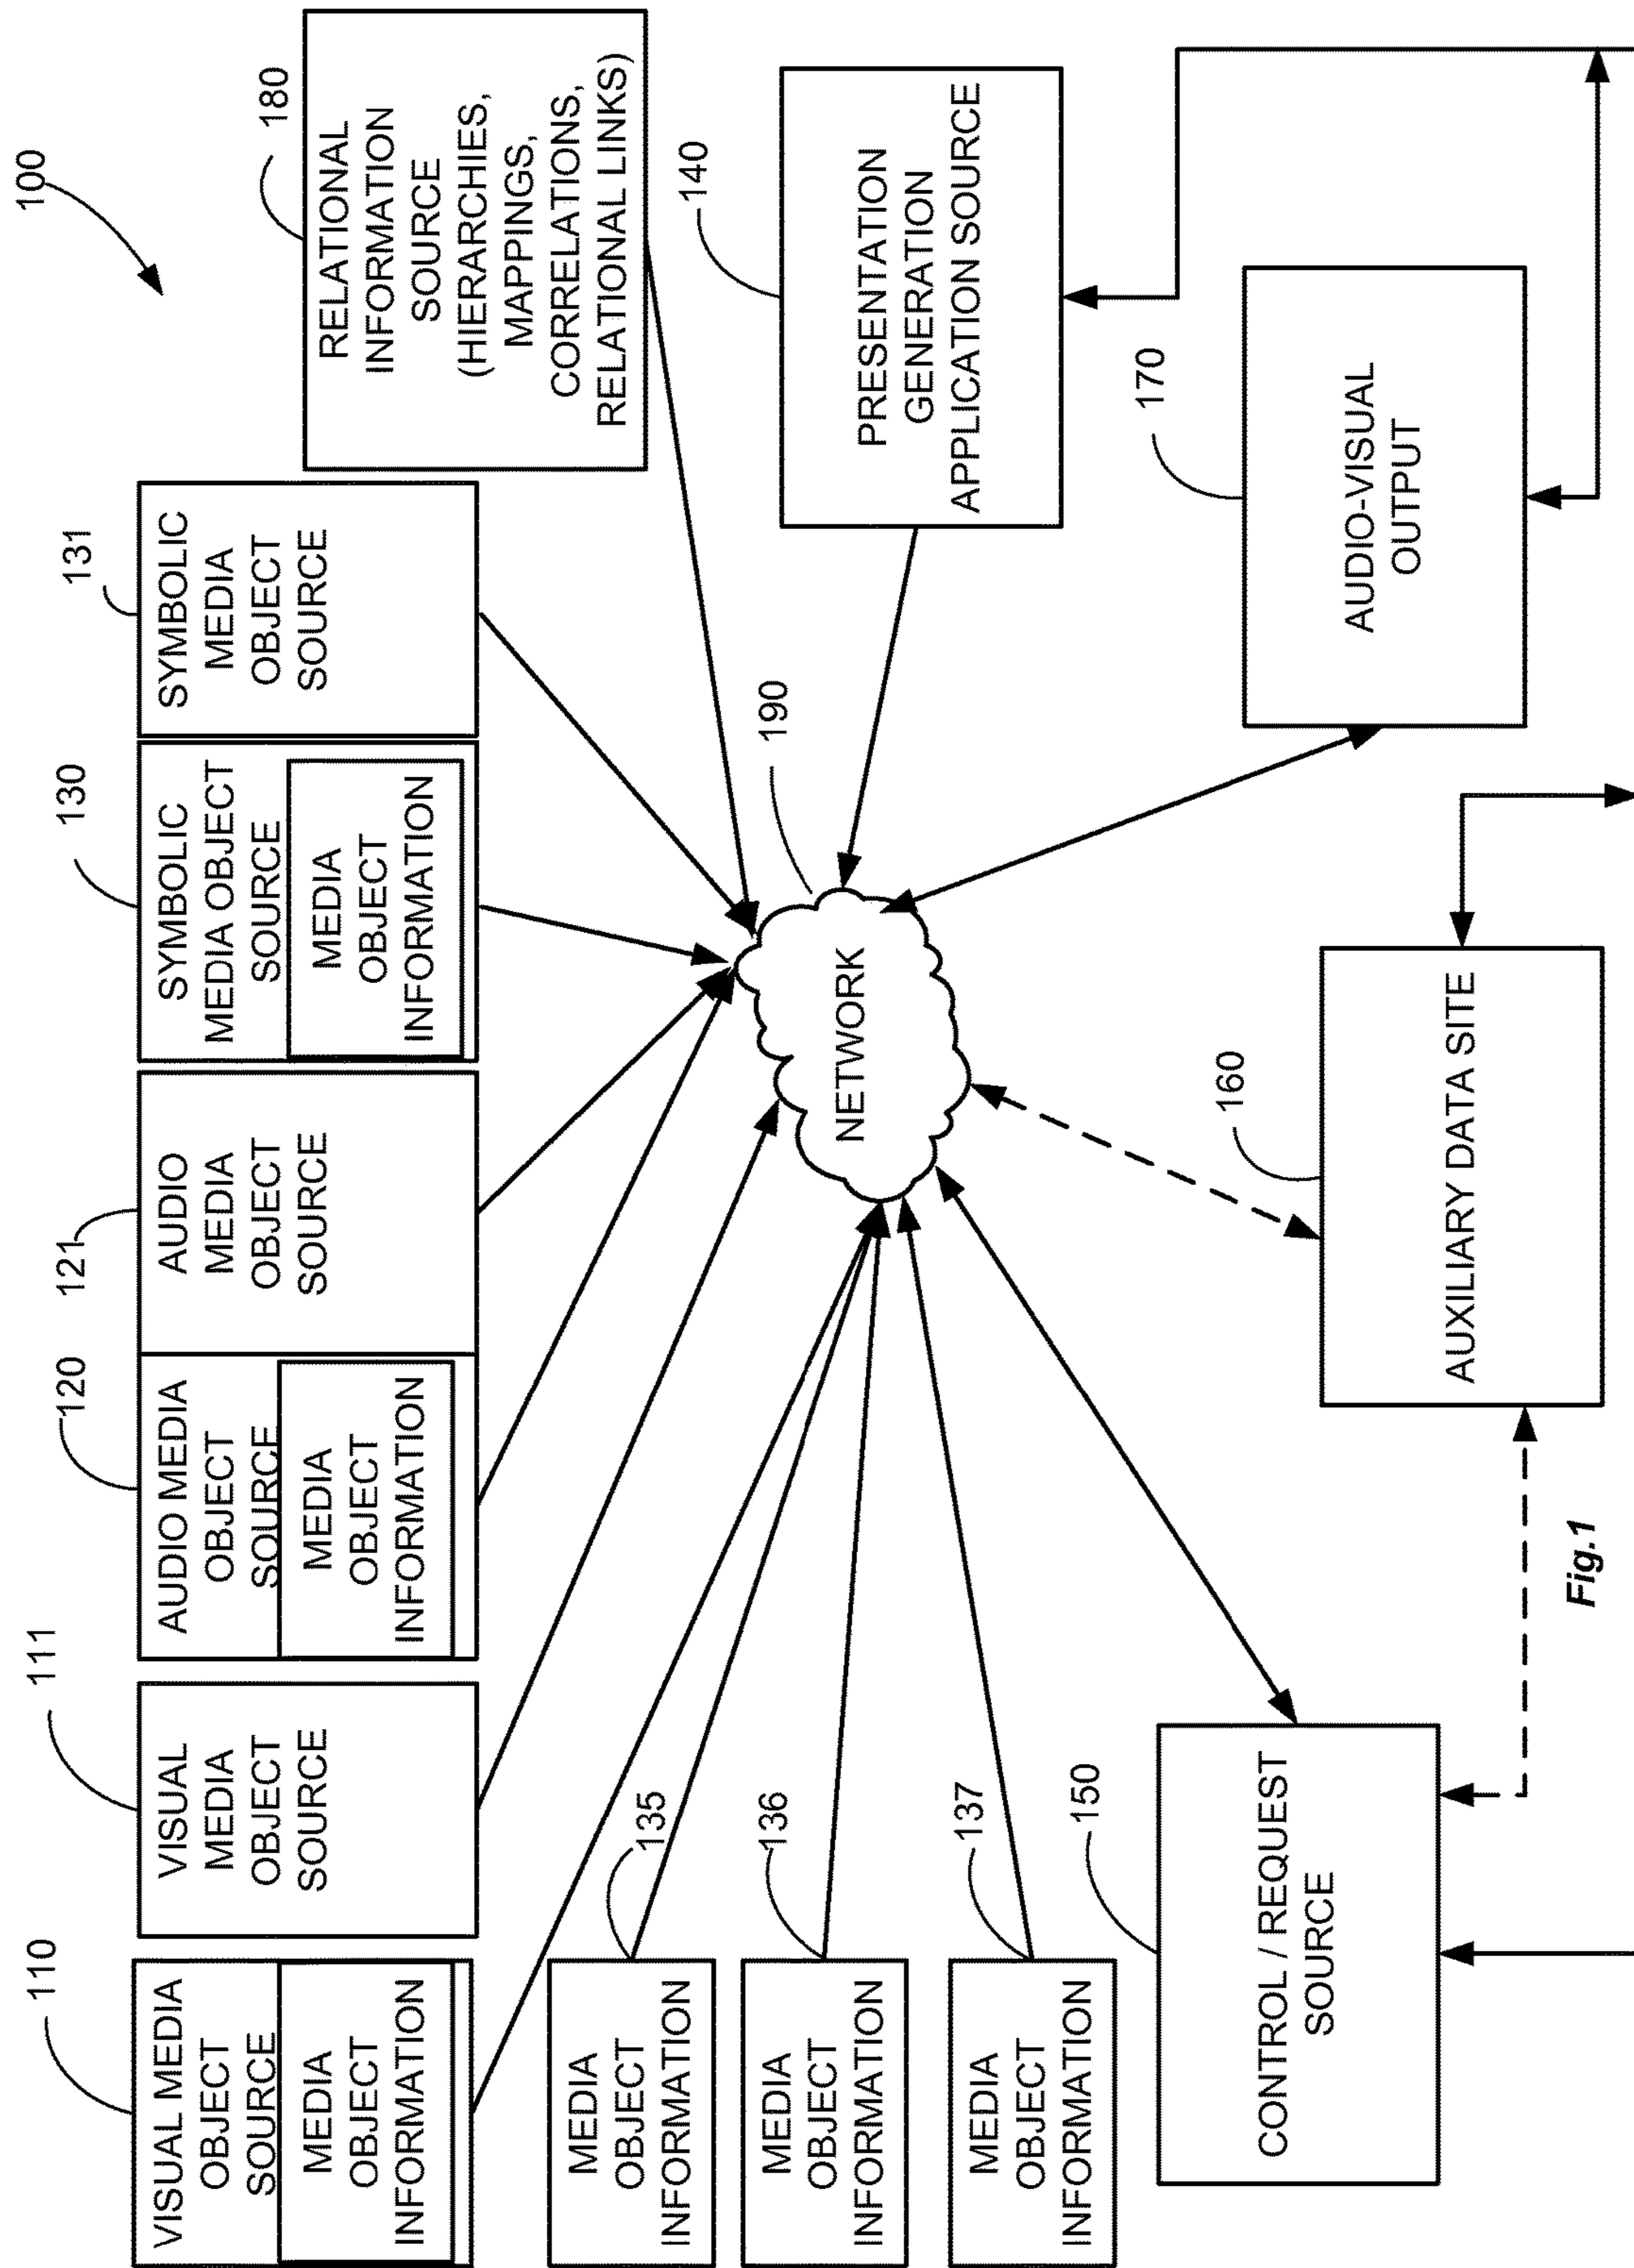 100
110
VISUAL MEDIA
OBJECT
SOURCE
MEDIA
OBJECT
INFORMATION
111
VISUAL
MEDIA
OBJECT
SOURCE
120
AUDIO MEDIA
OBJECT
SOURCE
MEDIA
OBJECT
INFORMATION
121
AUDIO
MEDIA
OBJECT
SOURCE
130
SYMBOLIC
MEDIA OBJECT
SOURCE
MEDIA
OBJECT
INFORMATION
131
SYMBOLIC
MEDIA
OBJECT
SOURCE
180
RELATIONAL
INFORMATION
SOURCE
(HIERARCHIES,
MAPPINGS,
CORRELATIONS,
RELATIONAL LINKS)
135
MEDIA
OBJECT
INFORMATION
136
MEDIA
OBJECT
INFORMATION
137
MEDIA
OBJECT
INFORMATION
190
NETWORK
140
PRESENTATION
GENERATION
APPLICATION SOURCE
150
CONTROL / REQUEST
SOURCE
160
AUXILIARY DATA SITE
170
AUDIO-VISUAL
OUTPUT
Fig.1